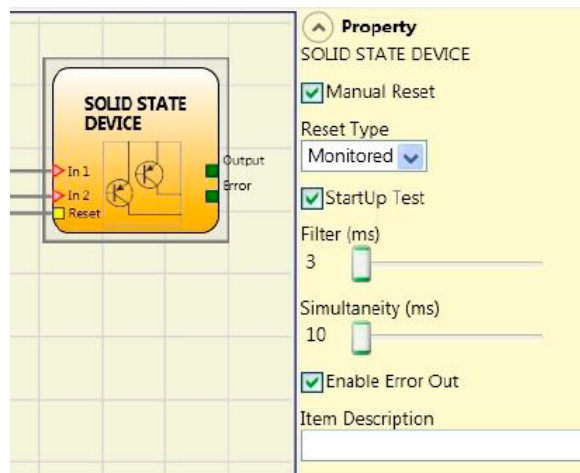 SOLID STATE
DEVICE
In 1
In 2
Reset
Output
Error
Property
SOLID STATE DEVICE
Manual Reset
Reset Type
Monitored
StartUp Test
Filter (ms)
3
Simultaneity (ms)
10
Enable Error Out
Item Description